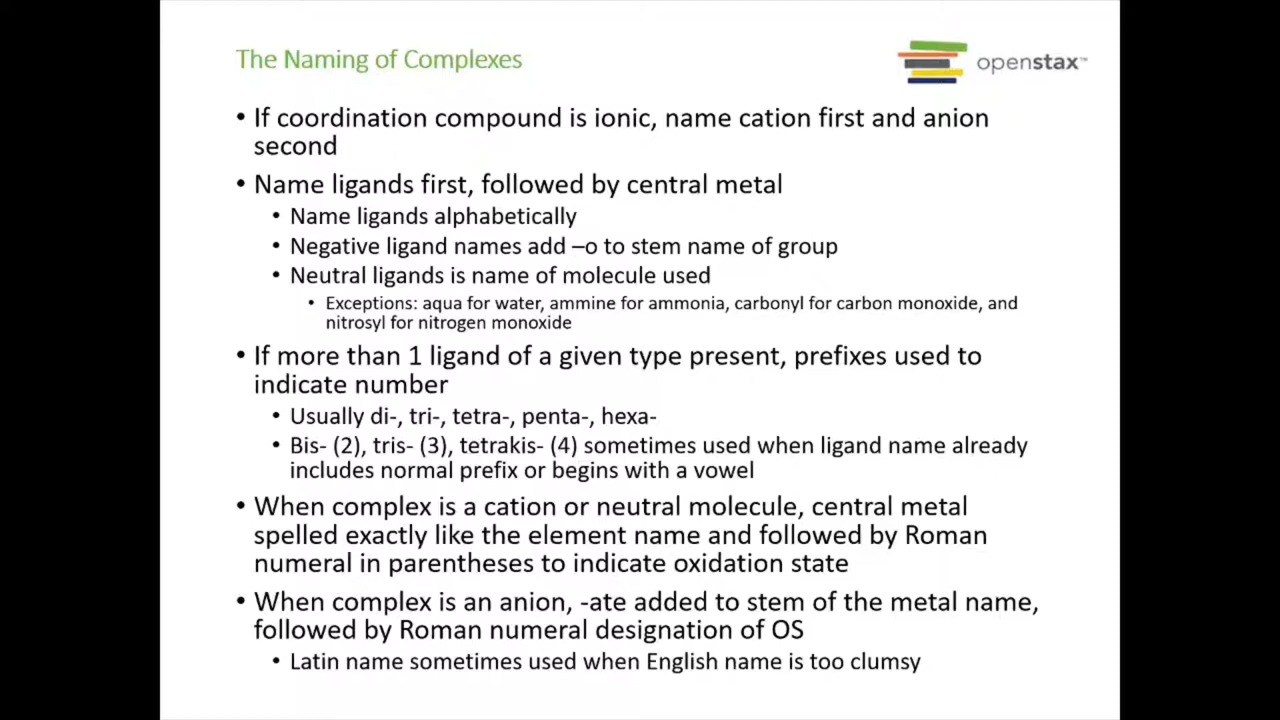 The Naming of Complexes
openstax™
• If coordination compound is ionic, name cation first and anion
second
• Name ligands first, followed by central metal
• Name ligands alphabetically
• Negative ligand names add –o to stem name of group
• Neutral ligands is name of molecule used
• Exceptions: aqua for water, ammine for ammonia, carbonyl for carbon monoxide, and
nitrosyl for nitrogen monoxide
• If more than 1 ligand of a given type present, prefixes used to
indicate number
• Usually di-, tri-, tetra-, penta-, hexa-
• Bis- (2), tris- (3), tetrakis- (4) sometimes used when ligand name already
includes normal prefix or begins with a vowel
• When complex is a cation or neutral molecule, central metal
spelled exactly like the element name and followed by Roman
numeral in parentheses to indicate oxidation state
• When complex is an anion, -ate added to stem of the metal name,
followed by Roman numeral designation of OS
• Latin name sometimes used when English name is too clumsy